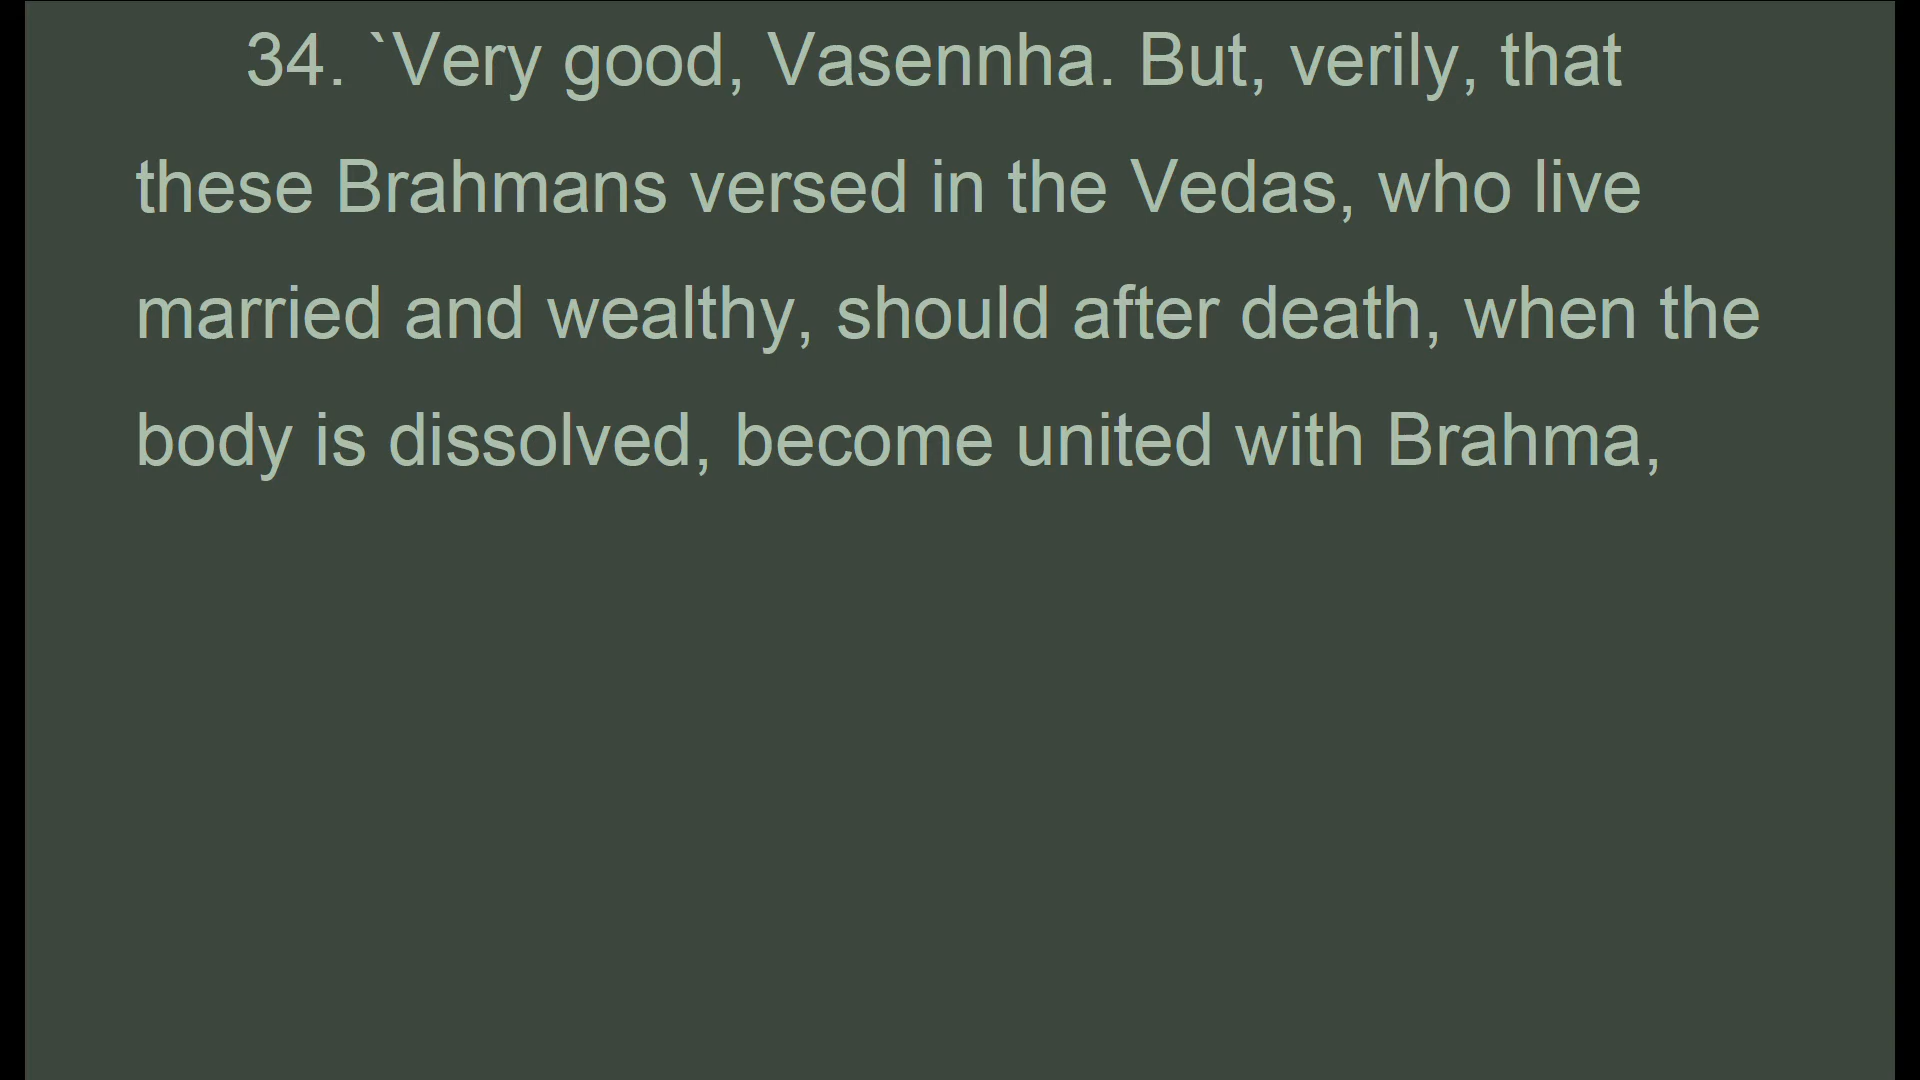 34. `Very good, Vasennha. But, verily, that
these Brahmans versed in the Vedas, who live
married and wealthy, should after death, when the
body is dissolved, become united with Brahma,